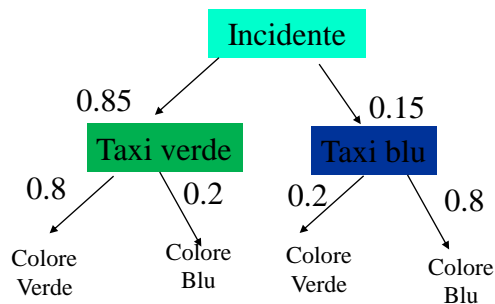 Incidente
0.85
0.15
Taxi verde
Taxi blu
0.8
0.2
0.2
0.8
Colore
Verde
Colore
Blu
Colore
Verde
Colore
Blu